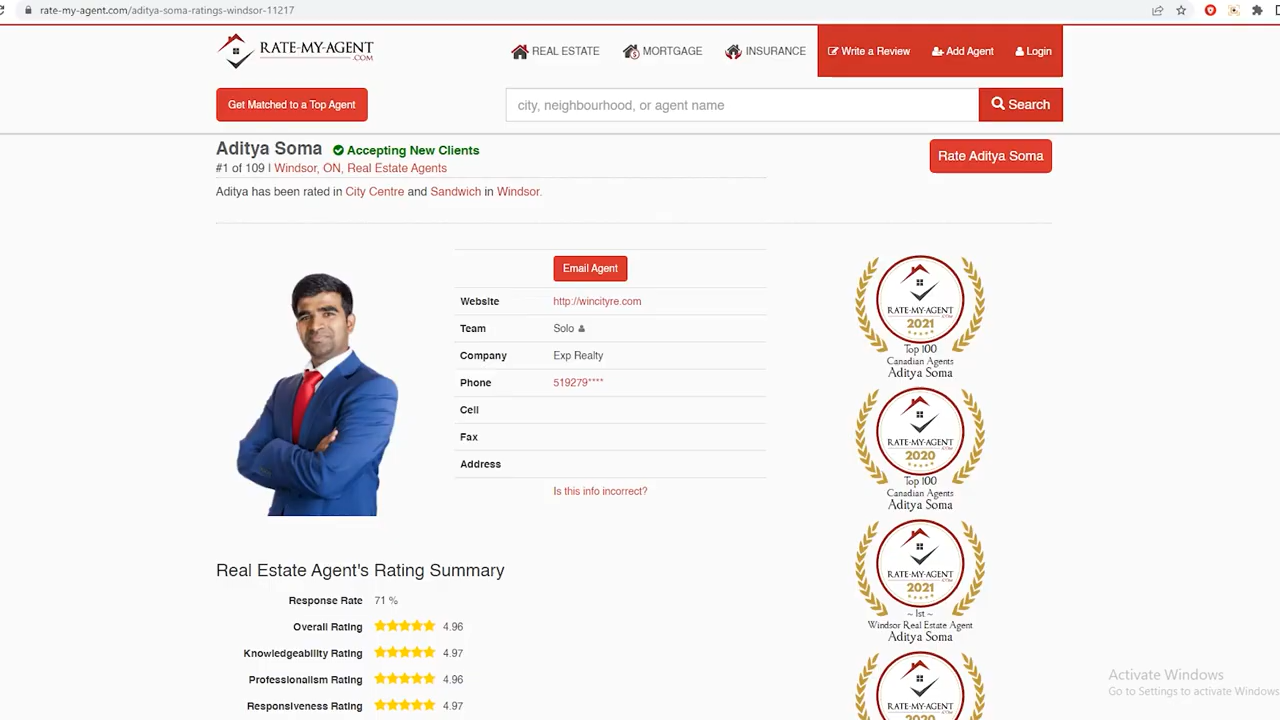 rate-my-agent.com/aditya-soma-ratings-windsor-11217
RATE-MY-AGENT
.COM
REAL ESTATE
MORTGAGE
INSURANCE
Write a Review
Add Agent
Login
Get Matched to a Top Agent
city, neighbourhood, or agent name
Search
Aditya Soma Accepting New Clients
#1 of 109 | Windsor, ON, Real Estate Agents
Aditya has been rated in City Centre and Sandwich in Windsor.
Rate Aditya Soma
Email Agent
Website http://wincityre.com
Team Solo
Company Exp Realty
Phone 519279****
Cell
Fax
Address
Is this info incorrect?
RATE-MY-AGENT
.COM
2021
Top 100
Canadian Agents
Aditya Soma
RATE-MY-AGENT
.COM
2020
Top 100
Canadian Agents
Aditya Soma
RATE-MY-AGENT
.COM
2021
~ 1st ~
Windsor Real Estate Agent
Aditya Soma
RATE-MY-AGENT
.COM
2020
Real Estate Agent's Rating Summary
Response Rate 71 %
Overall Rating 4.96
Knowledgeability Rating 4.97
Professionalism Rating 4.96
Responsiveness Rating 4.97
Activate Windows
Go to Settings to activate Windows